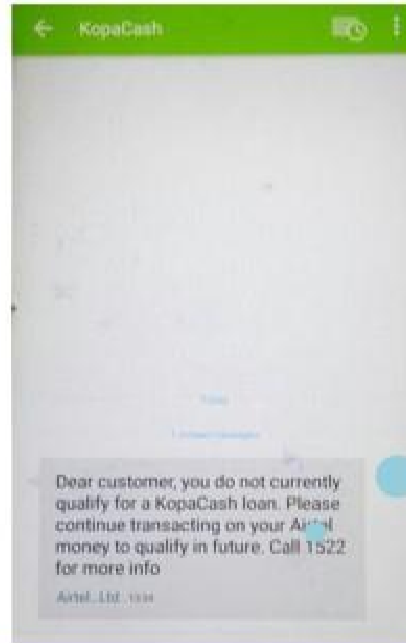 KopaCash
Today
Dear customer, you do not currently
qualify for a KopaCash loan. Please
continue transacting on your Airtel
money to qualify in future. Call 1522
for more info
Airtel